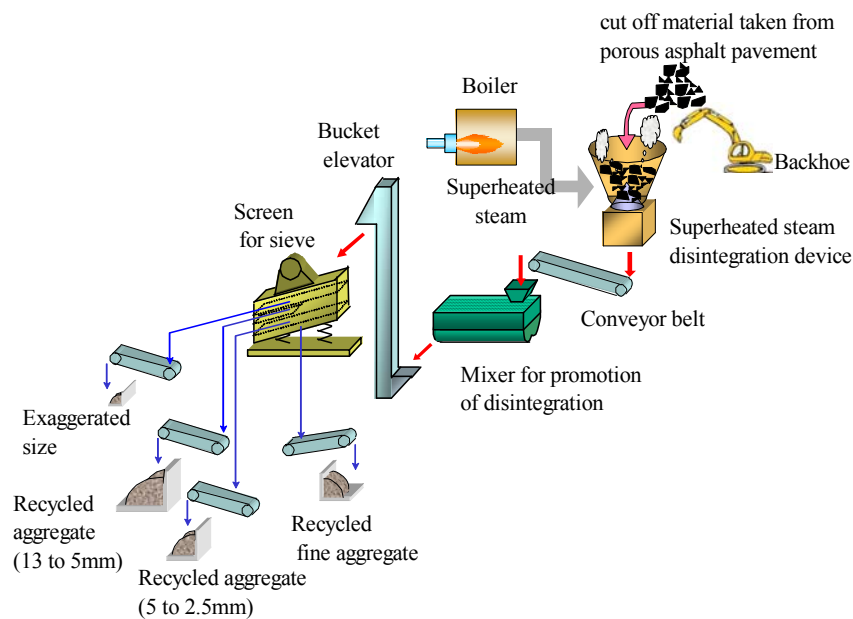 cut off material taken from
porous asphalt pavement
Boiler
Bucket
elevator
Backhoe
Superheated
steam
Screen
for sieve
Superheated steam
disintegration device
Conveyor belt
Mixer for promotion
of disintegration
Exaggerated
size
Recycled
aggregate
(13 to 5mm)
Recycled
fine aggregate
Recycled aggregate
(5 to 2.5mm)